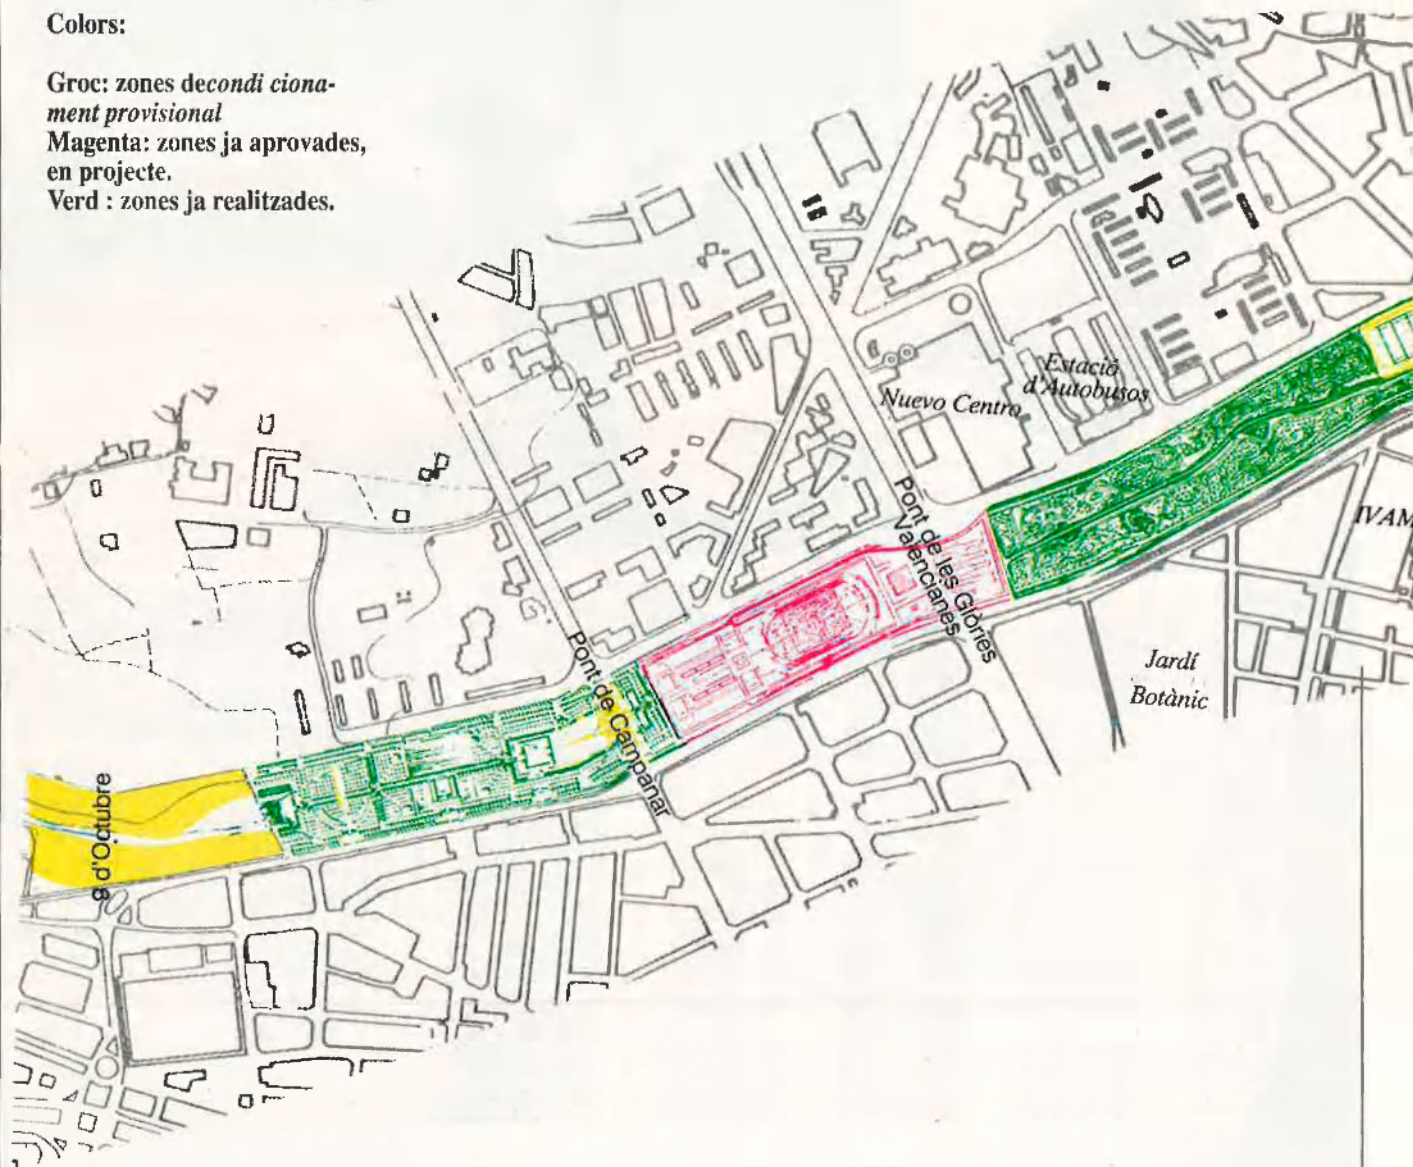 Colors:
Groc: zones decondi ciona-
ment provisional
Magenta: zones ja aprovades,
en projecte.
Verd : zones ja realitzades.
Estació
d'Autobusos
Nuevo Centro
Pont de les Glòries
Valencianes
IVAM
Jardí
Botànic
Pont de Campanar
9 d'Octubre